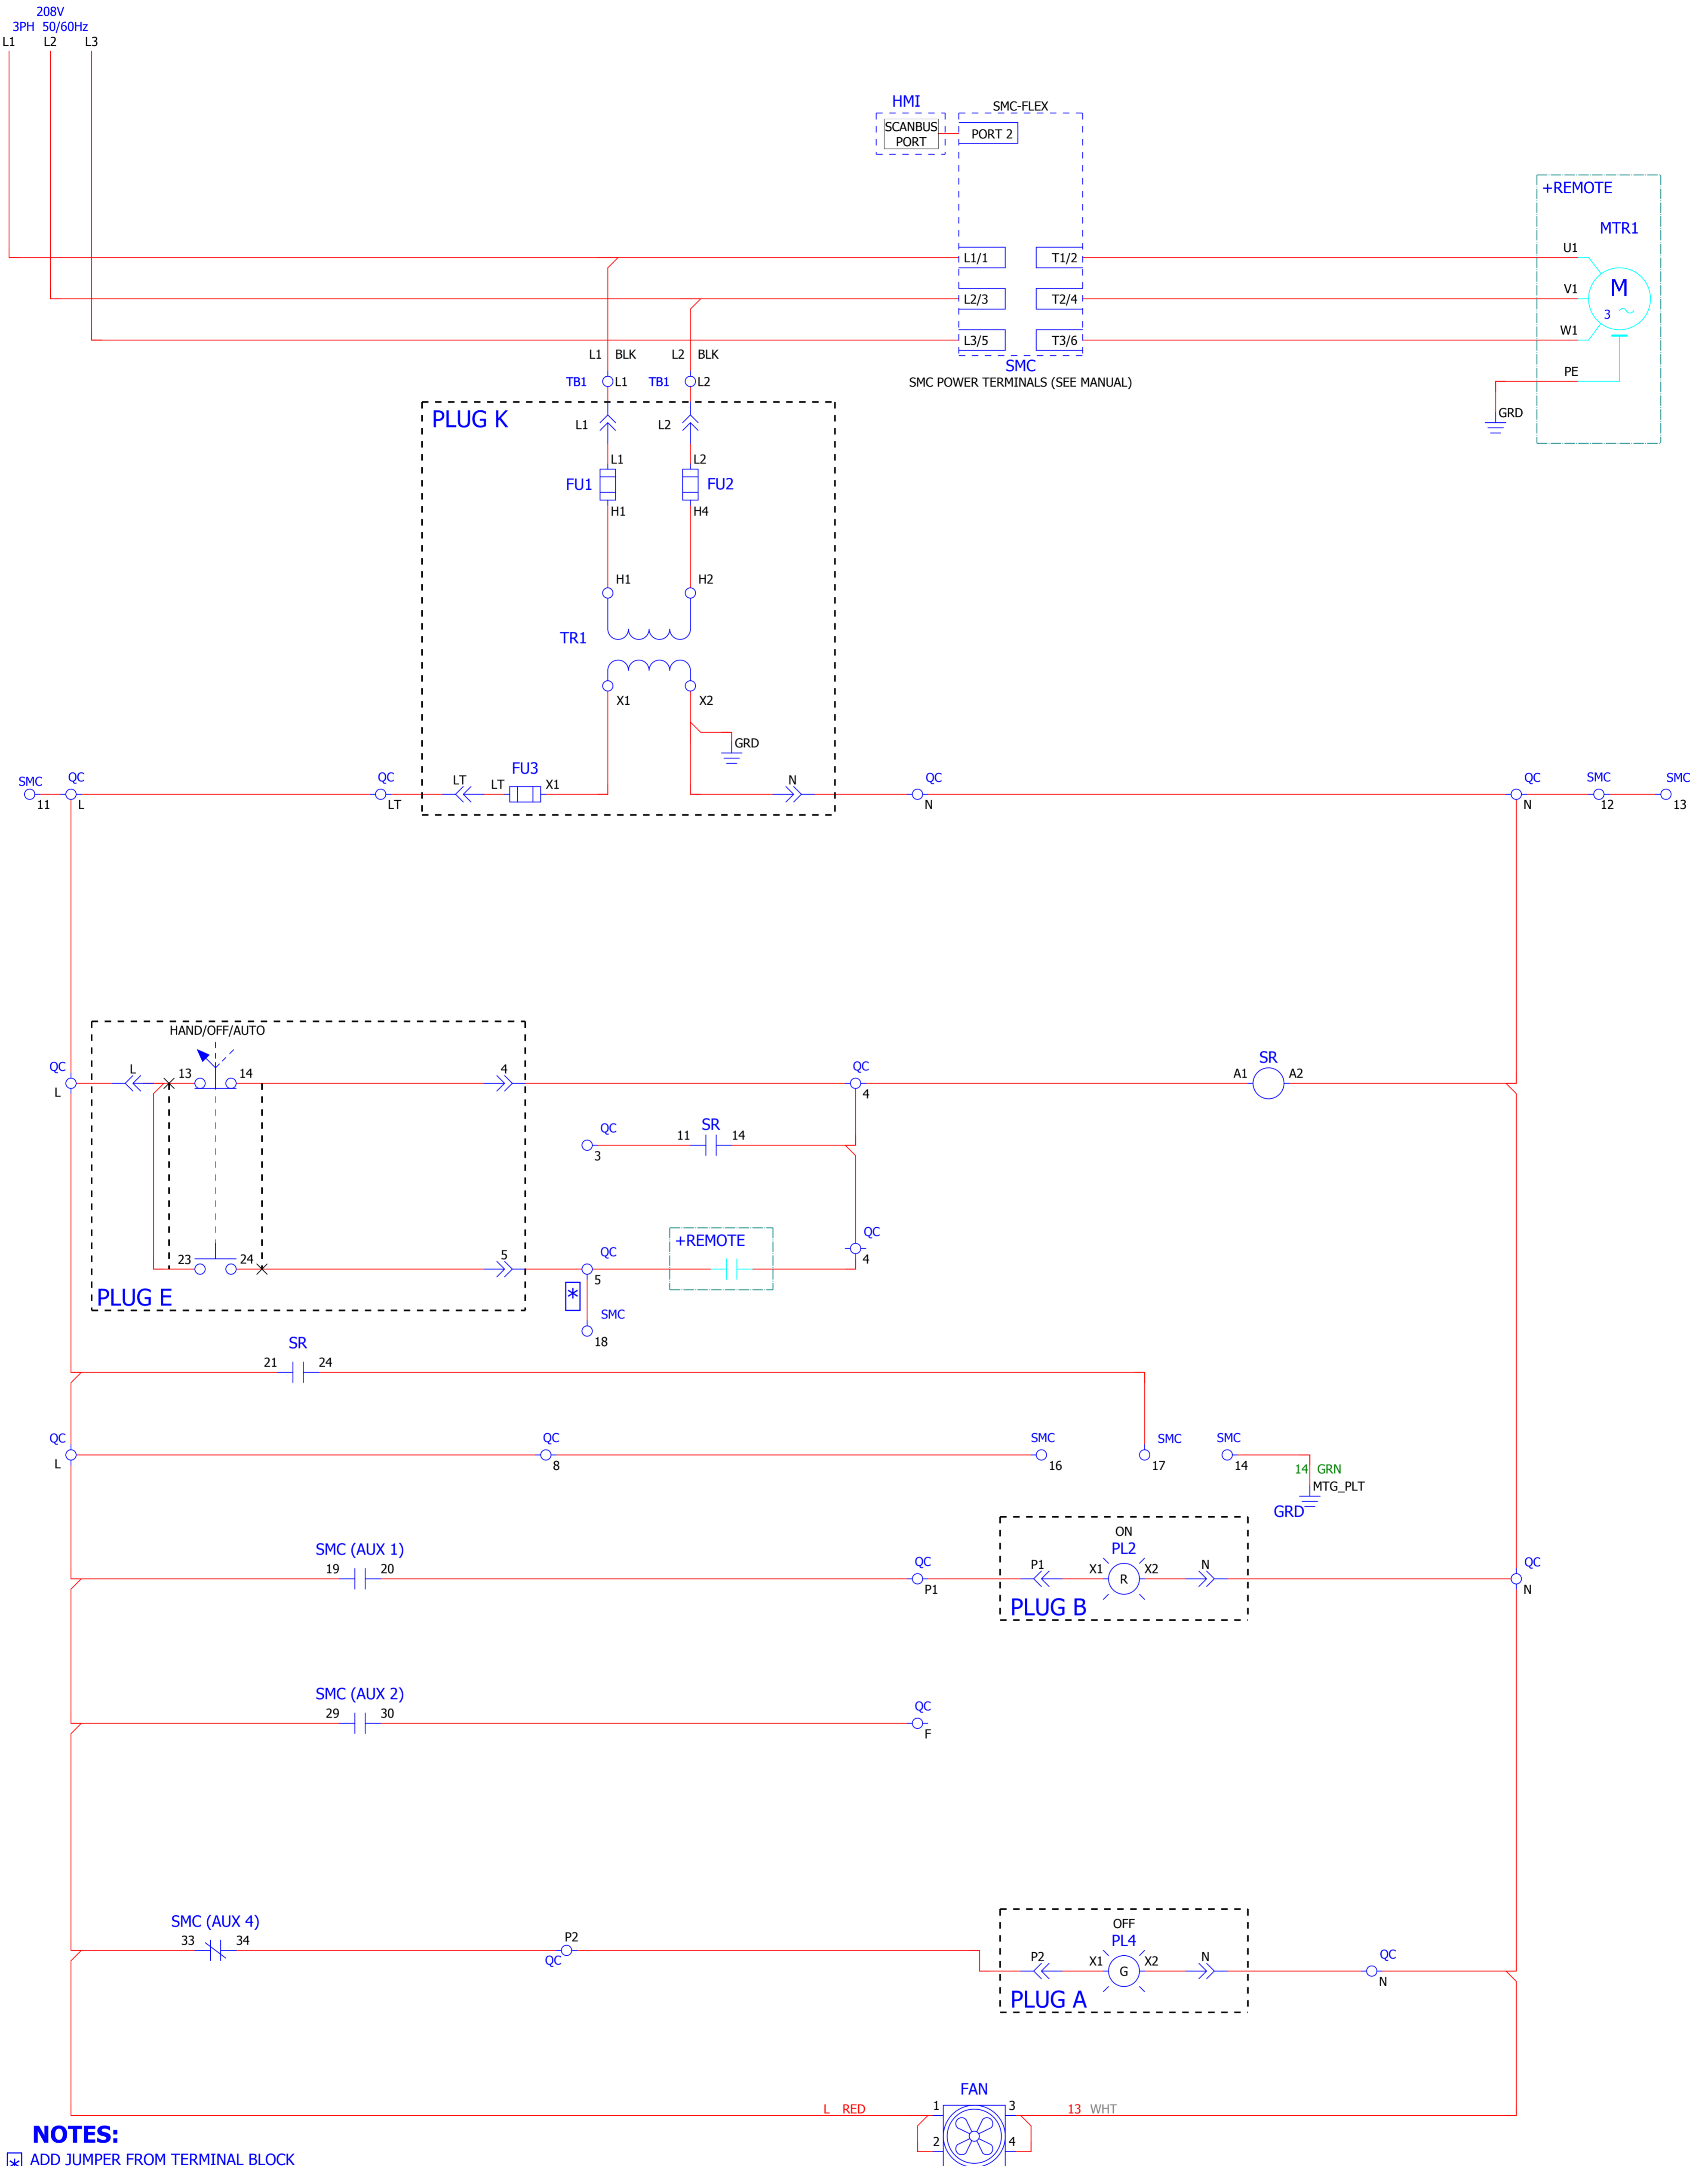 208V
3PH 50/60Hz
L1 L2 L3
HMI
SCANBUS
PORT
SMC-FLEX
PORT 2
+REMOTE
MTR1
L1/1 T1/2 U1
L2/3 T2/4 V1
M
3
L3/5 T3/6 W1
SMC
SMC POWER TERMINALS (SEE MANUAL)
PE
GRD
L1 BLK L2 BLK
TB1 L1 TB1 L2
PLUG K
L1 L2
L1 L2
FU1 FU2
H1 H4
H1 H2
TR1
X1 X2
GRD
SMC QC QC LT LT FU3 X1 N QC QC SMC SMC
11 L LT N N 12 13
HAND/OFF/AUTO
QC L 13 14 4 QC A1 SR A2
L 4
QC 11 SR 14
3
+REMOTE QC
23 24 5 QC 4
5
PLUG E
*
SMC
18
SR
21 24
QC QC SMC SMC SMC
L 8 16 17 14
14 GRN
MTG_PLT
GRD
ON
SMC (AUX 1) PL2
19 20 QC P1 X1 R X2 N QC
P1 N
PLUG B
SMC (AUX 2)
29 30 QC
F
OFF
SMC (AUX 4) PL4
33 34 P2
QC
P2 X1 G X2 N QC
N
PLUG A
FAN
L RED 1 3 13 WHT
2 4
NOTES:
* ADD JUMPER FROM TERMINAL BLOCK